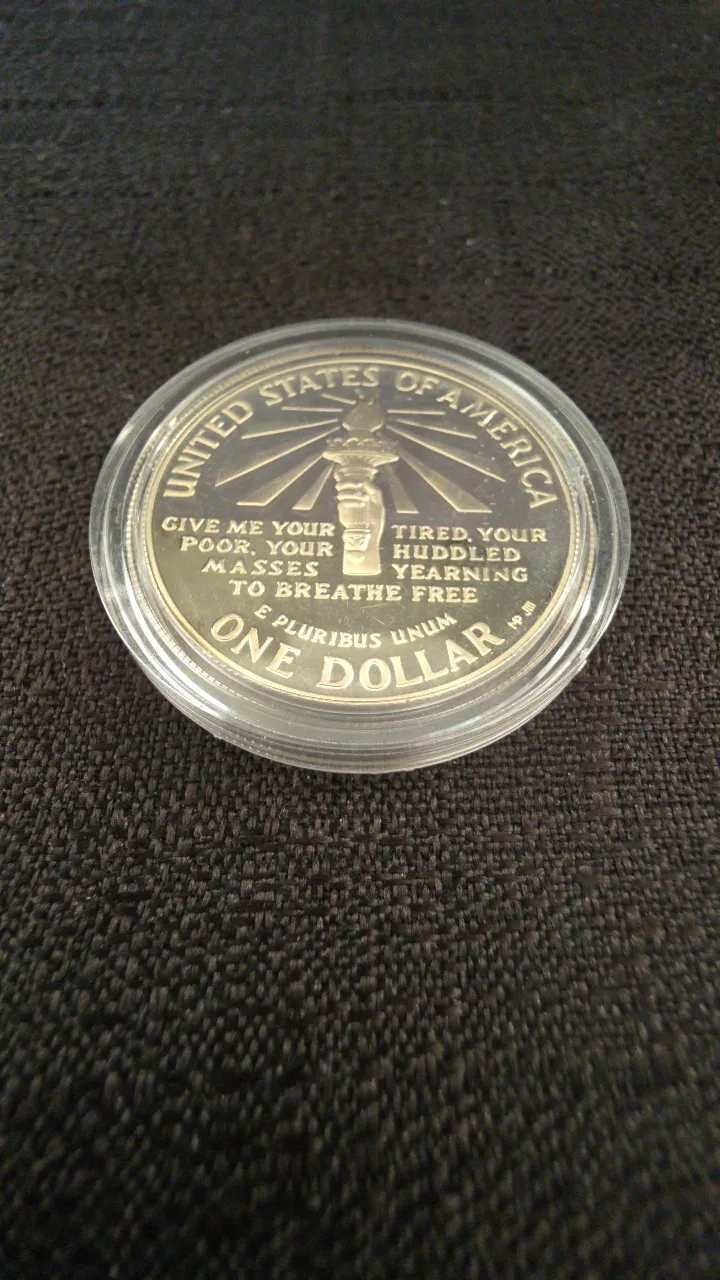 UNITED STATES OF AMERICA
GIVE ME YOUR TIRED, YOUR
POOR, YOUR HUDDLED
MASSES YEARNING
TO BREATHE FREE
E PLURIBUS UNUM
ONE DOLLAR